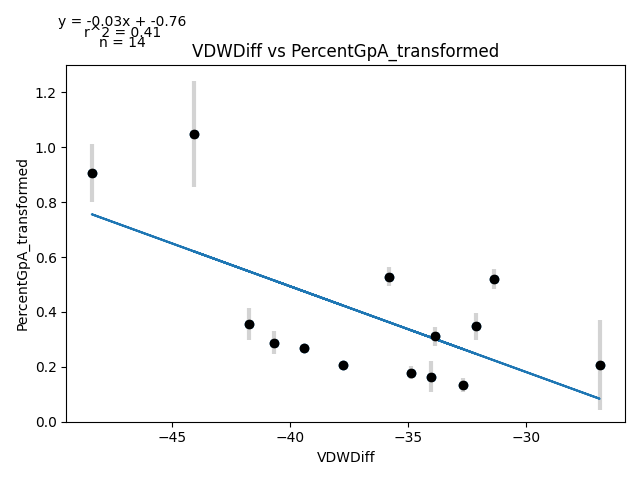 y = -0.03x + -0.76
r^2 = 0.41
n = 14
VDWDiff vs PercentGpA_transformed
PercentGpA_transformed
1.2
1.0
0.8
0.6
0.4
0.2
0.0
−45
−40
−35
−30
VDWDiff